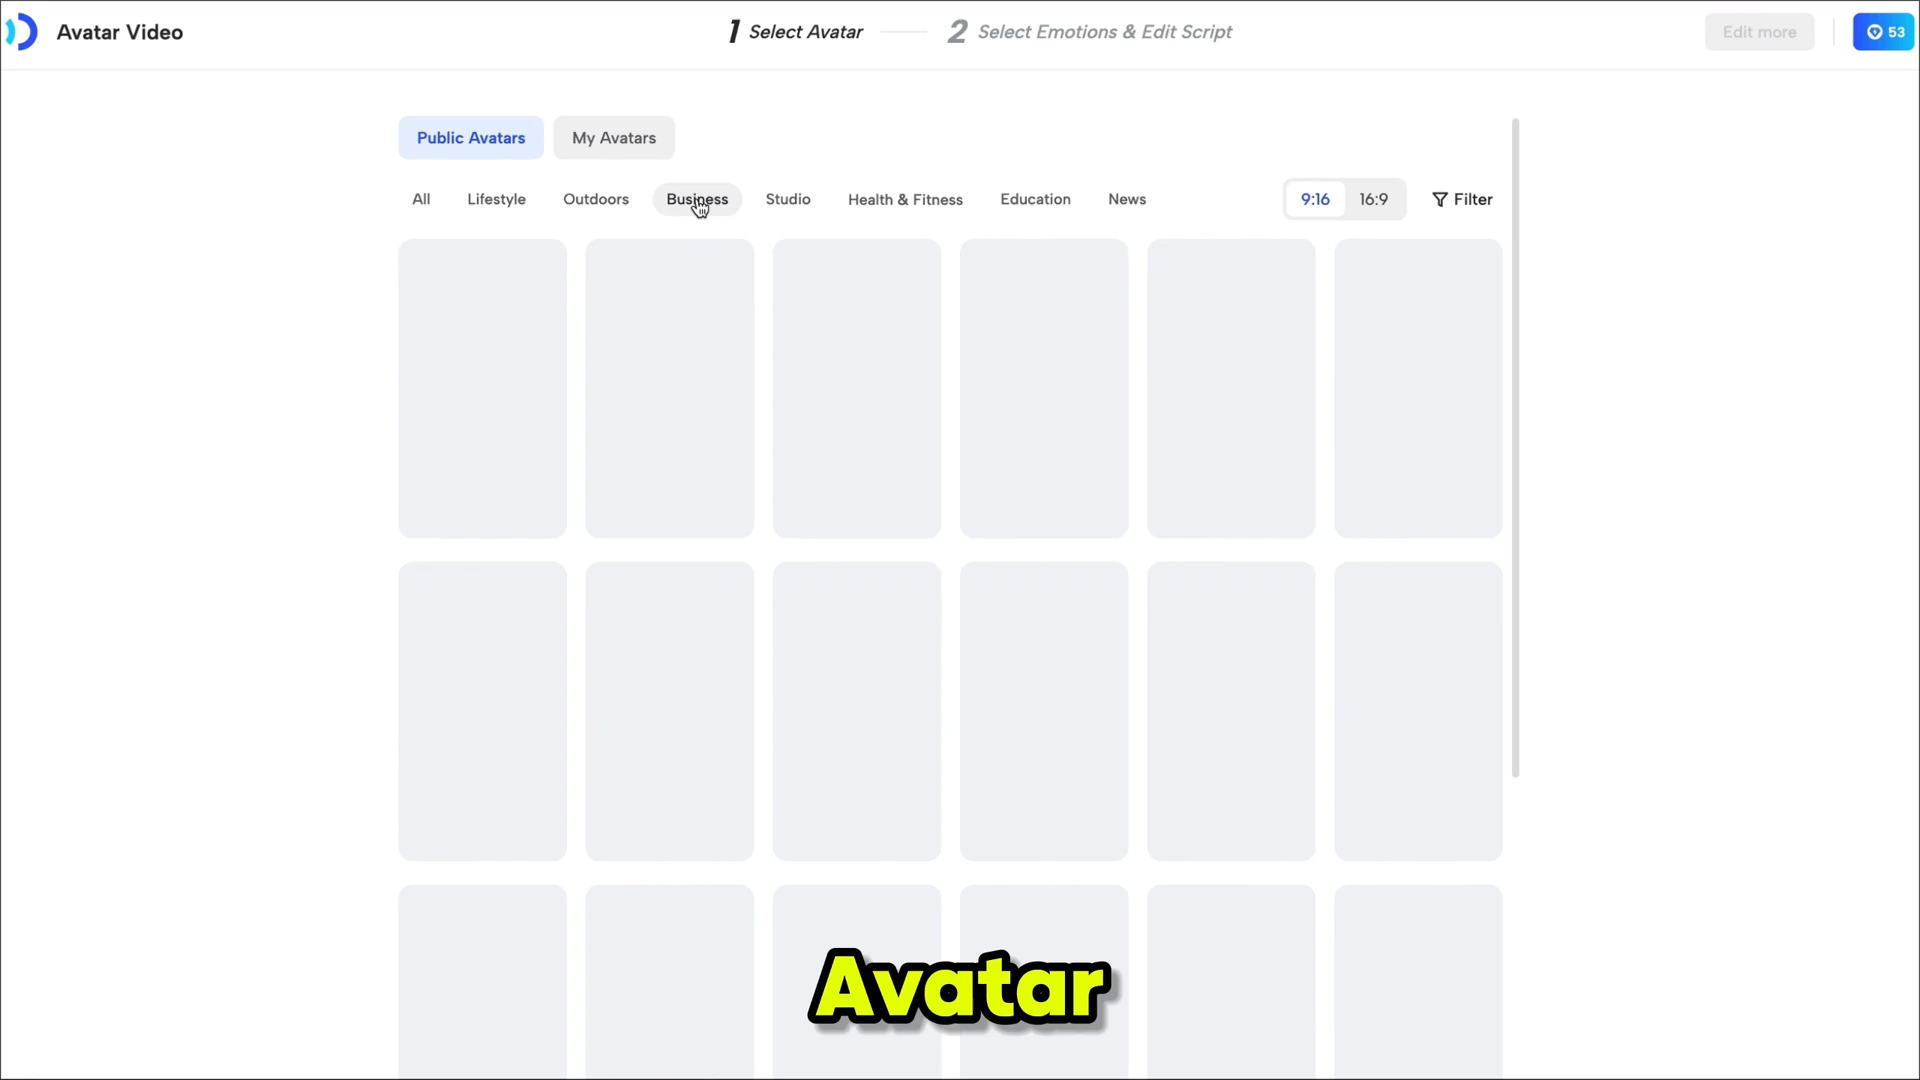 Avatar Video
1 Select Avatar
2 Select Emotions & Edit Script
Edit more
53
Public Avatars
My Avatars
All
Lifestyle
Outdoors
Business
Studio
Health & Fitness
Education
News
9:16
16:9
Filter
Avatar